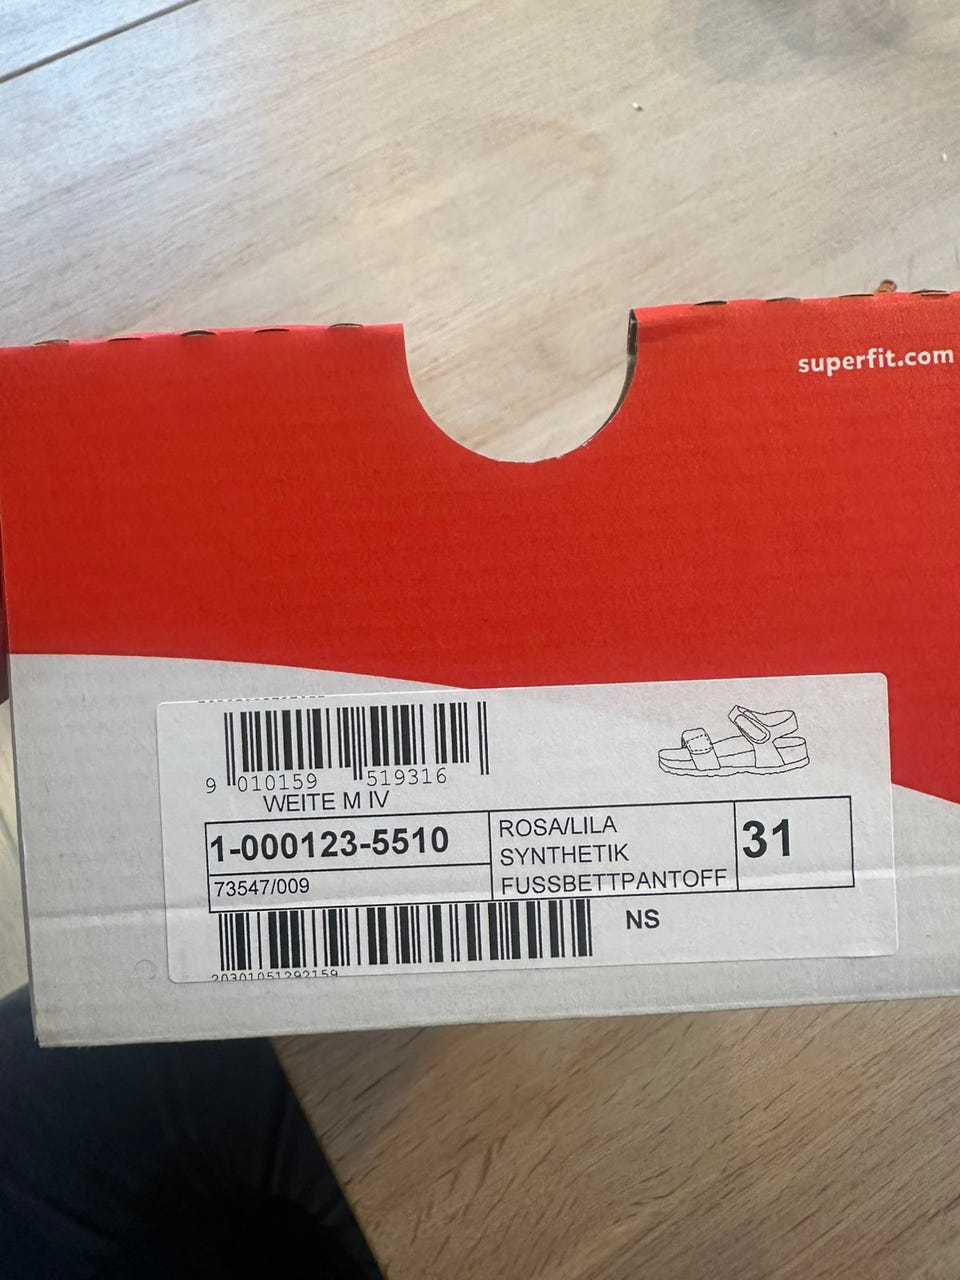 superfit.com
9 010159 519316
WEITE M IV
1-000123-5510
73547/009
ROSA/LILA
SYNTHETIK
FUSSBETTPANTOFF
31
NS
20301051292159